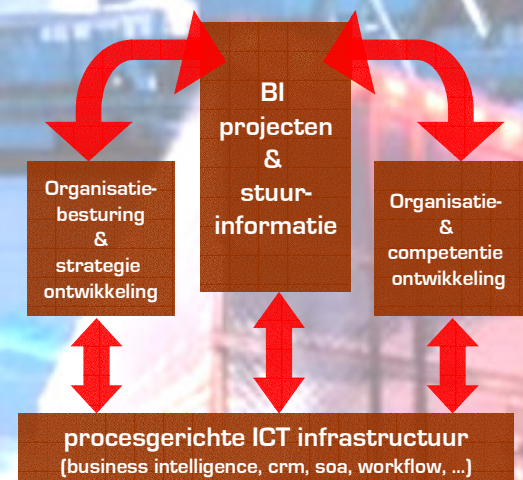 BI
projecten
&
stuur-
informatie
Organisatie-
besturing
&
strategie
ontwikkeling
Organisatie-
&
competentie
ontwikkeling
procesgerichte ICT infrastructuur
(business intelligence, crm, soa, workflow, ...)